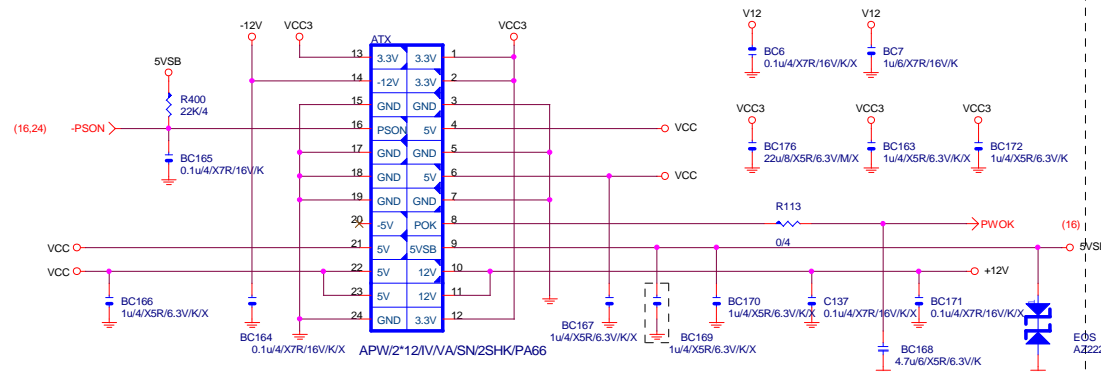 -12V VCC3 VCC3 V12 V12
ATX
13 3.3V 3.3V 1
14 -12V 3.3V 2
15 GND GND 3
16 PSON 5V 4
17 GND GND 5
18 GND 5V 6
19 GND GND 7
20 -5V POK 8
21 5V 5VSB 9
22 5V 12V 10
23 5V 12V 11
24 GND 3.3V 12
APW/2*12/IV/VA/SN/2SHK/PA66
5VSB
R400
22K/4
(16,24) -PSON
BC165
0.1u/4/X7R/16V/K
VCC
VCC
BC166
1u/4/X5R/6.3V/K/X
BC164
0.1u/4/X7R/16V/K/X
BC6
0.1u/4/X7R/16V/K/X
BC7
1u/6/X7R/16V/K
VCC3 VCC3 VCC3
BC176
22u/8/X5R/6.3V/M/X
BC163
1u/4/X5R/6.3V/K/X
BC172
1u/4/X5R/6.3V/K
VCC
VCC
R113
0/4
PWOK (16)
+12V
BC167
1u/4/X5R/6.3V/K/X
BC169
1u/4/X5R/6.3V/K/X
BC170
1u/4/X5R/6.3V/K/X
C137
0.1u/4/X7R/16V/K/X
BC171
0.1u/4/X7R/16V/K/X
BC168
4.7u/6/X5R/6.3V/K
EOS